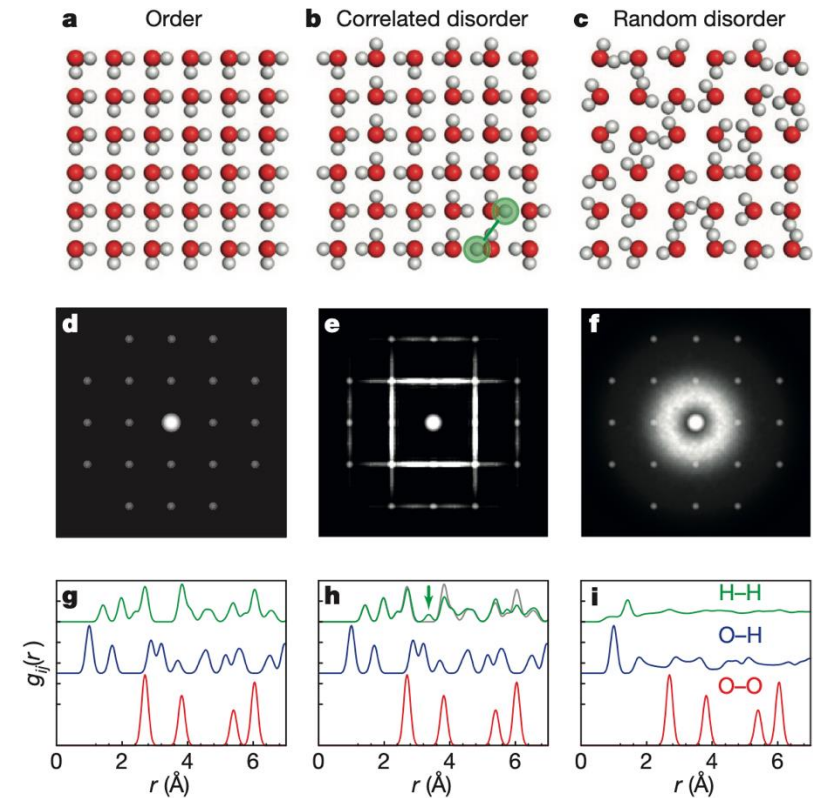 a Order
b Correlated disorder
c Random disorder
d
e
f
g
h
i
H–H
O–H
O–O
gij(r)
0 2 4 6
r (Å)
0 2 4 6
r (Å)
0 2 4 6
r (Å)